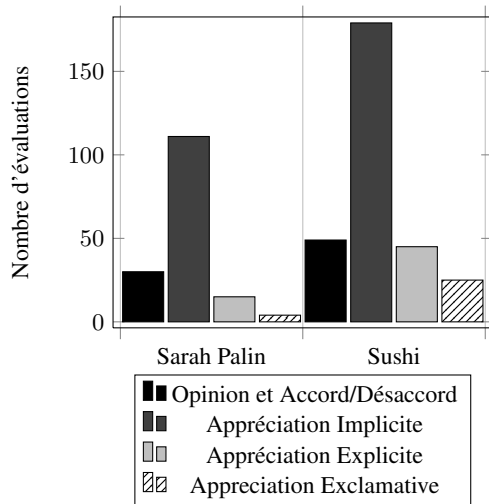 Nombre d'évaluations
150
100
50
0
Sarah Palin Sushi
Opinion et Accord/Désaccord
Appréciation Implicite
Appréciation Explicite
Appreciation Exclamative